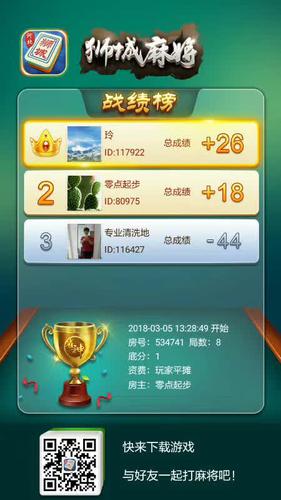 狮城
狮城麻将
战绩榜
玲
ID:117922
总成绩
+26
2
零点起步
ID:80975
总成绩
+18
3
专业清洗地
ID:116427
总成绩
-44
2018-03-05 13:28:49 开始
房号：534741 局数：8
底分：1
资费：玩家平摊
房主：零点起步
快来下载游戏
与好友一起打麻将吧！